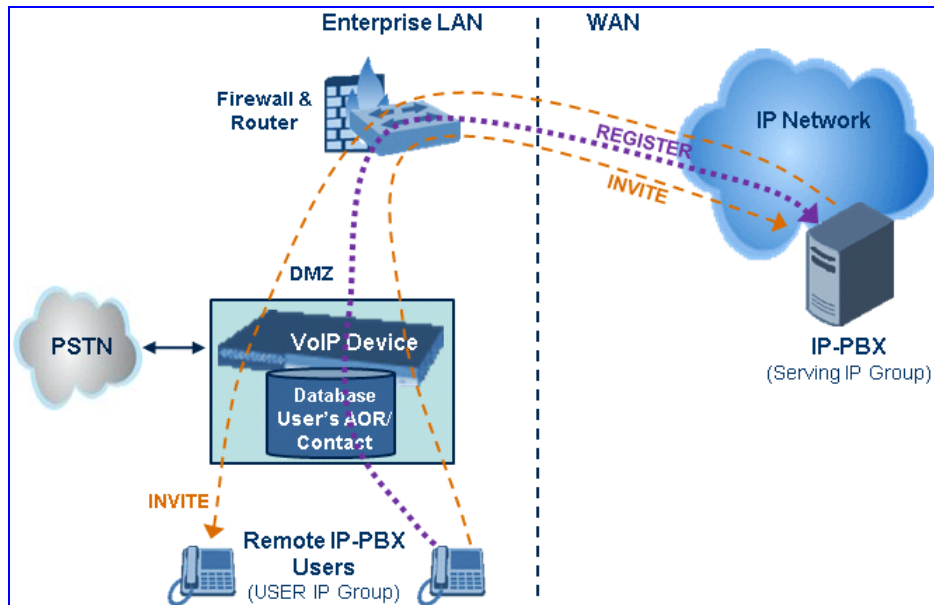 Enterprise LAN
WAN
Firewall &
Router
IP Network
REGISTER
INVITE
DMZ
PSTN
VoIP Device
Database
User's AOR/
Contact
IP-PBX
(Serving IP Group)
INVITE
Remote IP-PBX
Users
(USER IP Group)